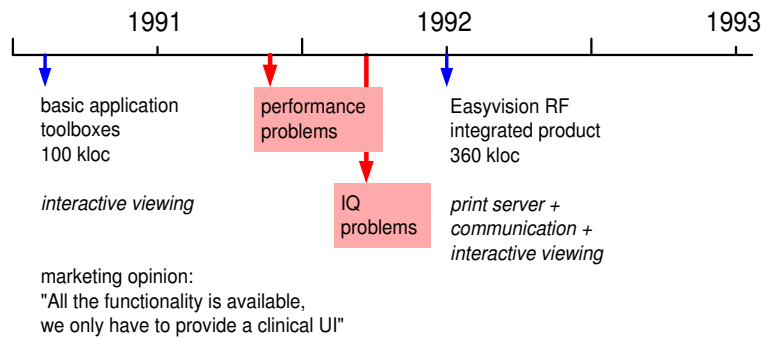 1991
1992
1993
basic application
toolboxes
100 kloc
interactive viewing
performance
problems
IQ
problems
Easyvision RF
integrated product
360 kloc
print server +
communication +
interactive viewing
marketing opinion:
"All the functionality is available,
we only have to provide a clinical UI"